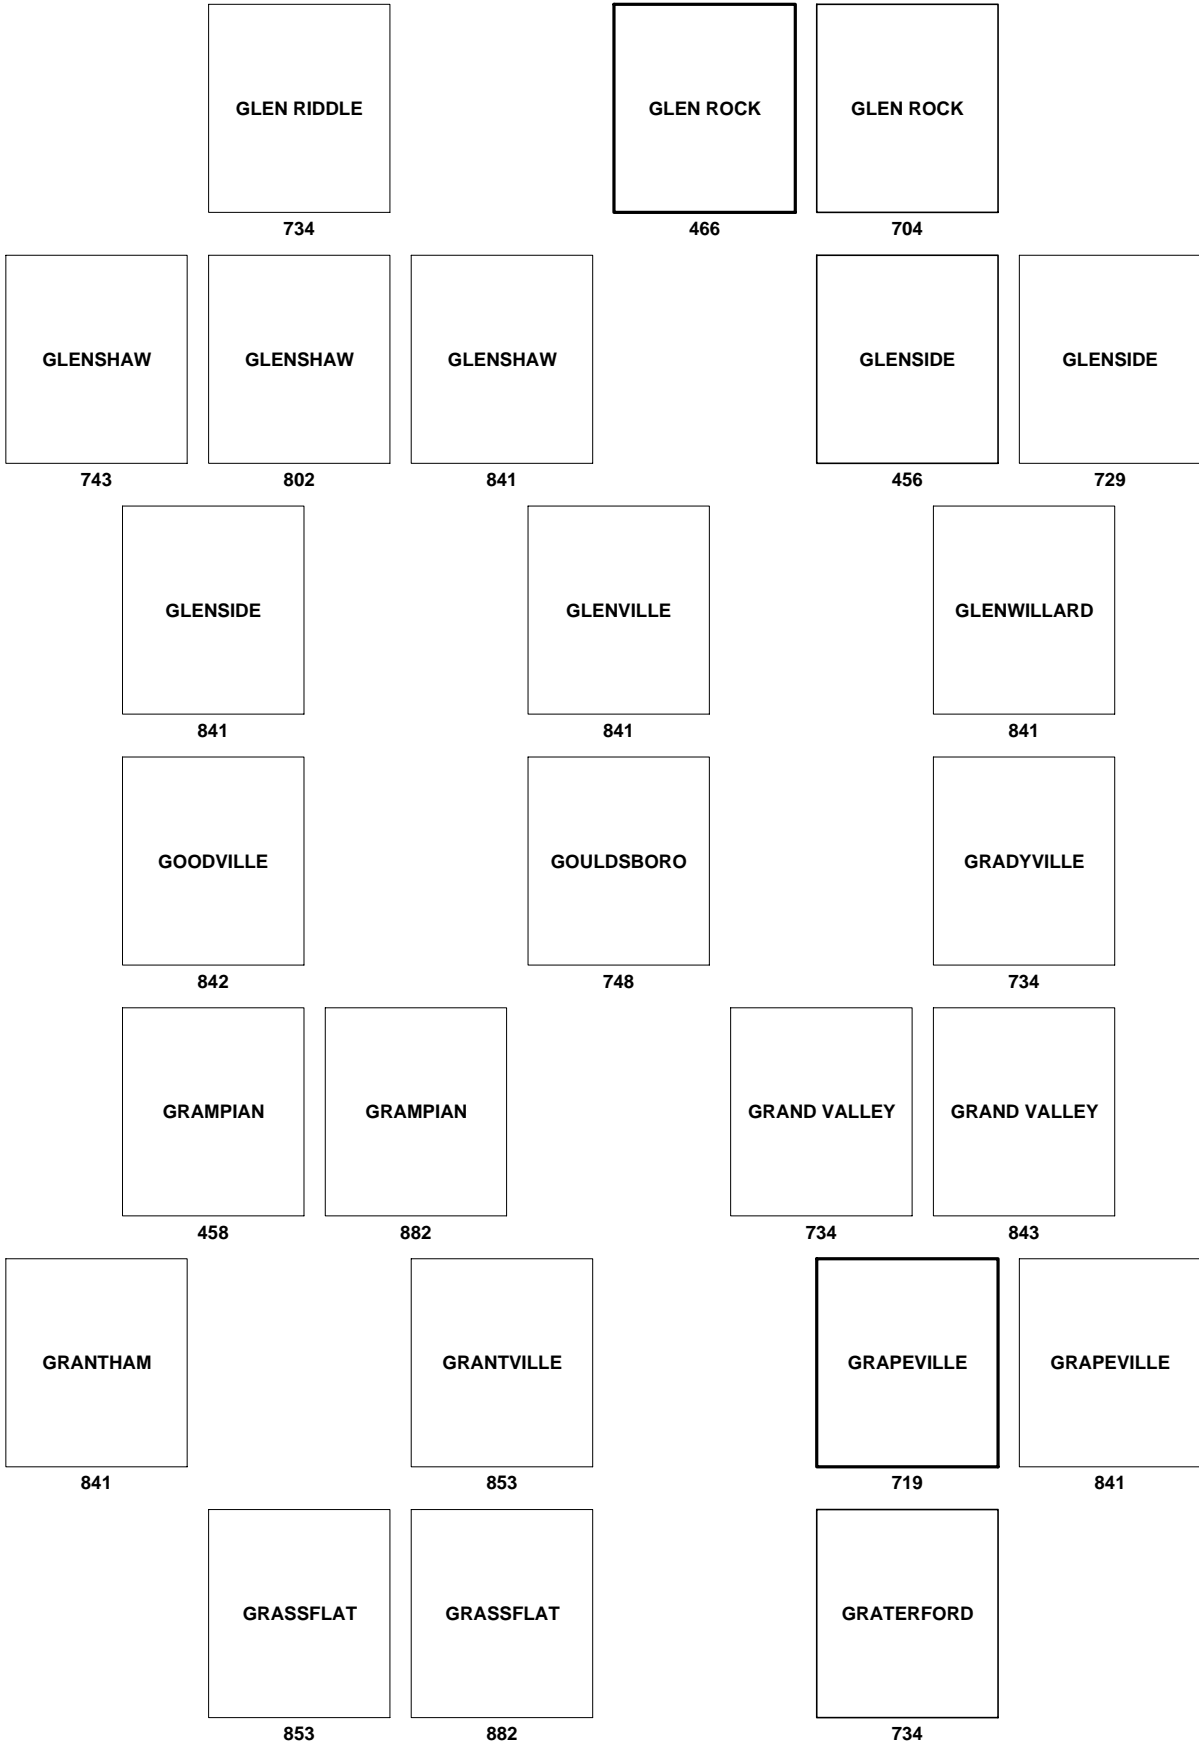 GLEN RIDDLE GLEN ROCK GLEN ROCK
734 466 704
GLENSHAW GLENSHAW GLENSHAW GLENSIDE GLENSIDE
743 802 841 456 729
GLENSIDE GLENVILLE GLENWILLARD
841 841 841
GOODVILLE GOULDSBORO GRADYVILLE
842 748 734
GRAMPIAN GRAMPIAN GRAND VALLEY GRAND VALLEY
458 882 734 843
GRANTHAM GRANTVILLE GRAPEVILLE GRAPEVILLE
841 853 719 841
GRASSFLAT GRASSFLAT GRATERFORD
853 882 734